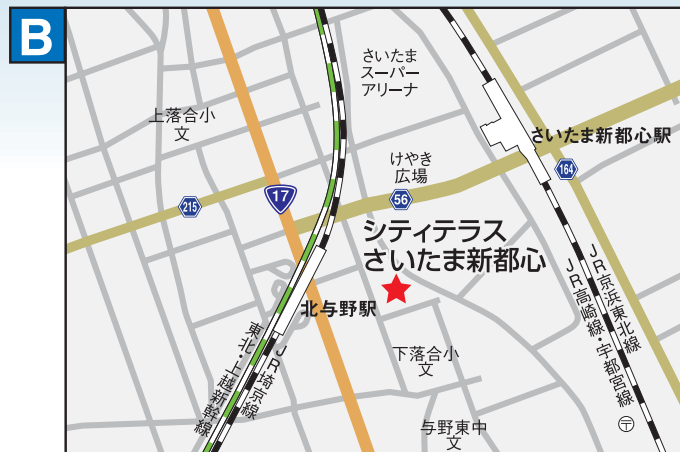 B
さいたま
スーパー
アリーナ
上落合小
文
さいたま新都心駅
けやき
広場
164
17
56
215
シティテラス
さいたま新都心
北与野駅
JR京浜東北線
JR高崎線・宇都宮線
JR埼京線
東北・上越新幹線
下落合小
文
与野東中
文
〒